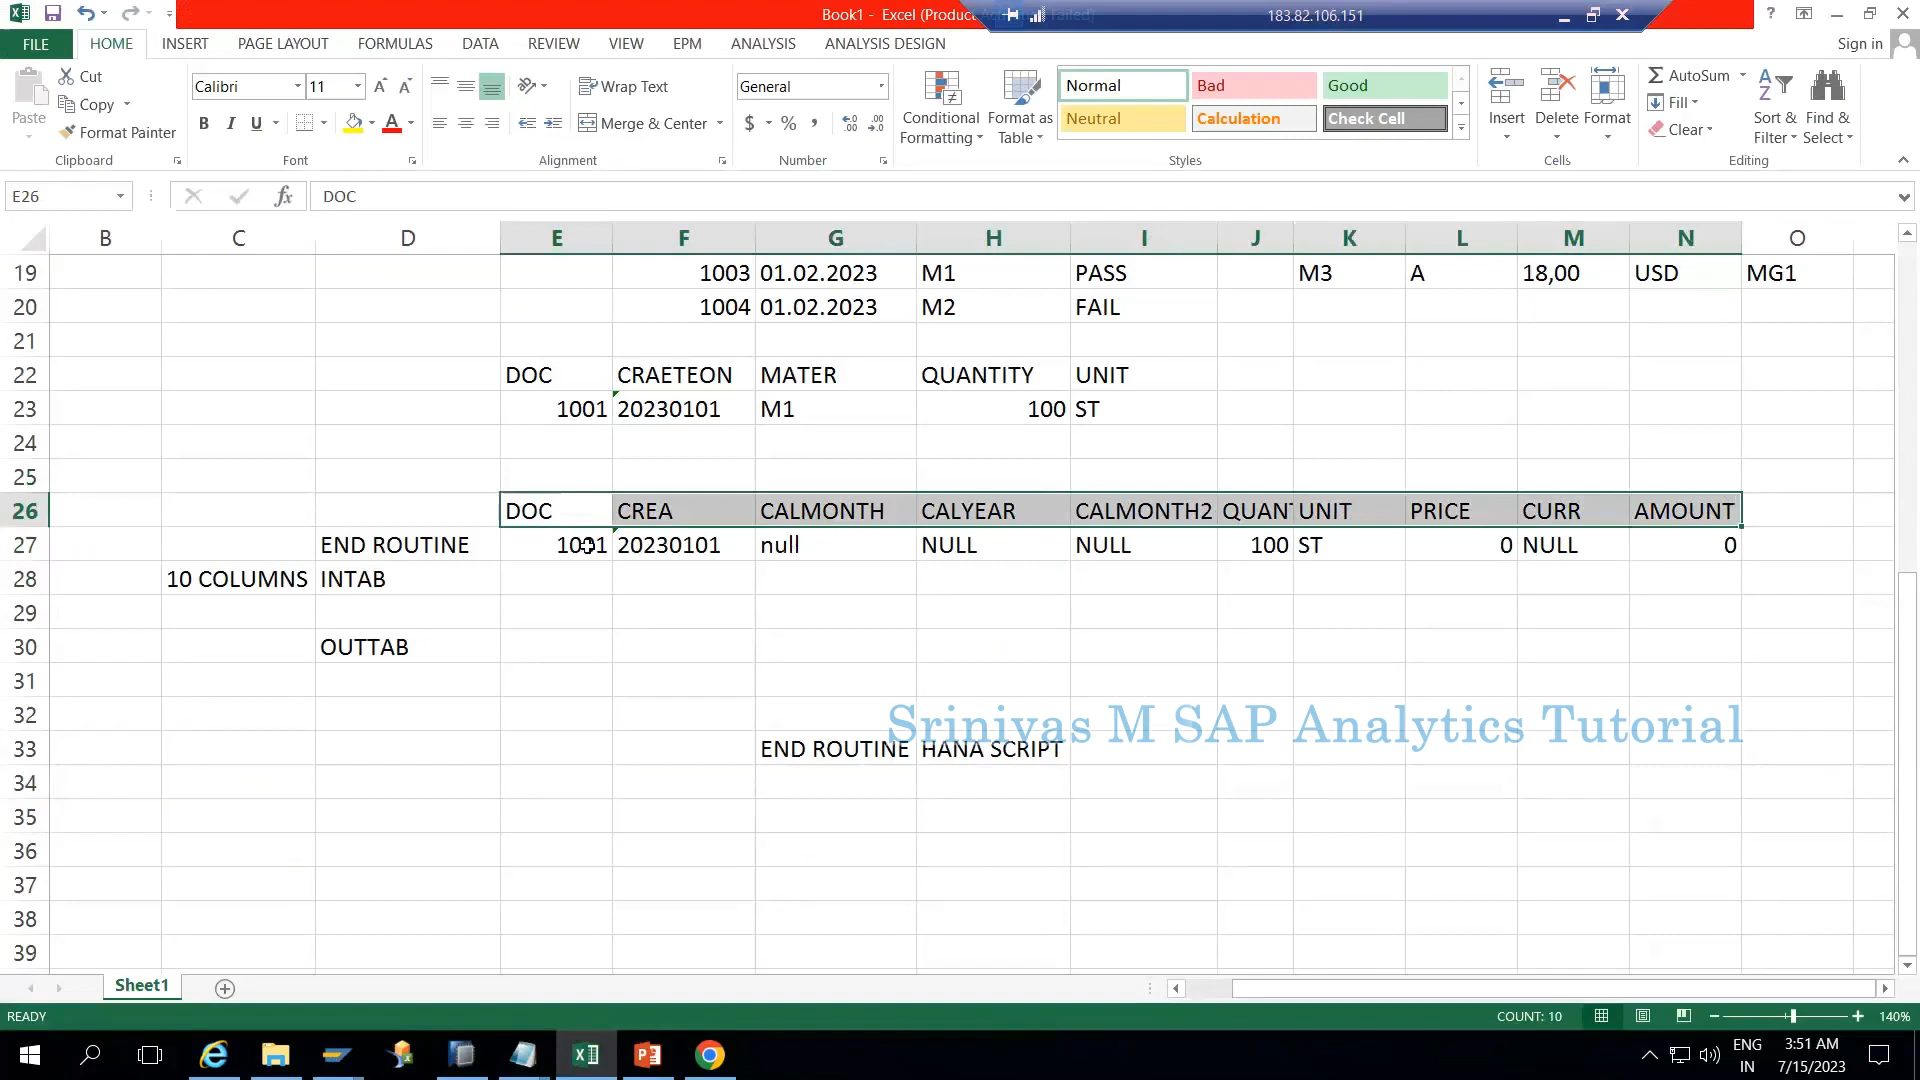 Book1 - Excel (Produc
183.82.106.151
FILE HOME INSERT PAGE LAYOUT FORMULAS DATA REVIEW VIEW EPM ANALYSIS ANALYSIS DESIGN Sign in
Paste
Cut
Copy
Format Painter
Clipboard
Calibri 11
B I U
Font
Wrap Text
Merge & Center
Alignment
General
$ % ,
Number
Conditional Formatting
Format as Table
Normal Bad Good
Neutral Calculation Check Cell
Styles
Insert Delete Format
Cells
AutoSum
Fill
Clear
Sort & Filter
Find & Select
Editing
E26 fx DOC
B C D E F G H I J K L M N O
19 1003 01.02.2023 M1 PASS M3 A 18,00 USD MG1
20 1004 01.02.2023 M2 FAIL
21
22 DOC CRAETEON MATER QUANTITY UNIT
23 1001 20230101 M1 100 ST
24
25
26 DOC CREA CALMONTH CALYEAR CALMONTH2 QUANT UNIT PRICE CURR AMOUNT
27 END ROUTINE 1001 20230101 null NULL NULL 100 ST 0 NULL 0
28 10 COLUMNS INTAB
29
30 OUTTAB
31
32
Srinivas M SAP Analytics Tutorial
33 END ROUTINE HANA SCRIPT
34
35
36
37
38
39
Sheet1
READY COUNT: 10 140%
ENG
IN
3:51 AM
7/15/2023